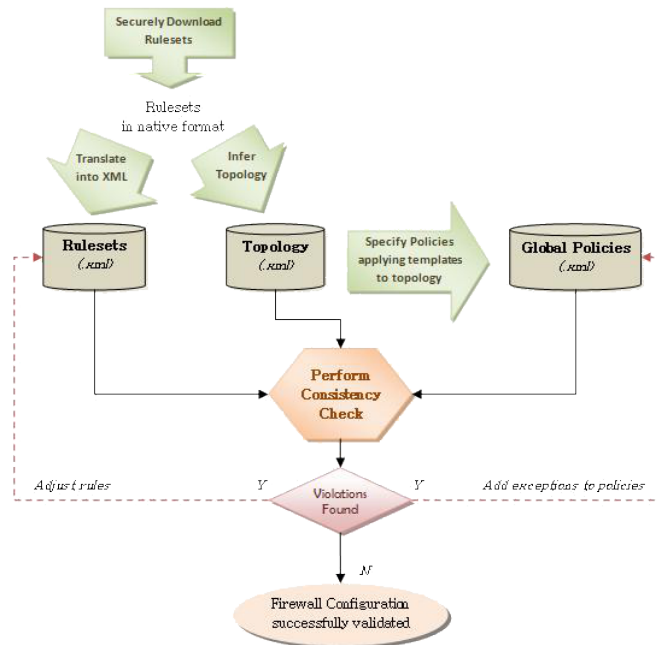 Securely Download
Rulesets
Rulesets
in native format
Translate
into XML
Infer
Topology
Rulesets
(.xml)
Topology
(.xml)
Specify Policies
applying templates
to topology
Global Policies
(.xml)
Perform
Consistency
Check
Adjust rules
Y
Violations
Found
Y
Add exceptions to policies
N
Firewall Configuration
successfully validated